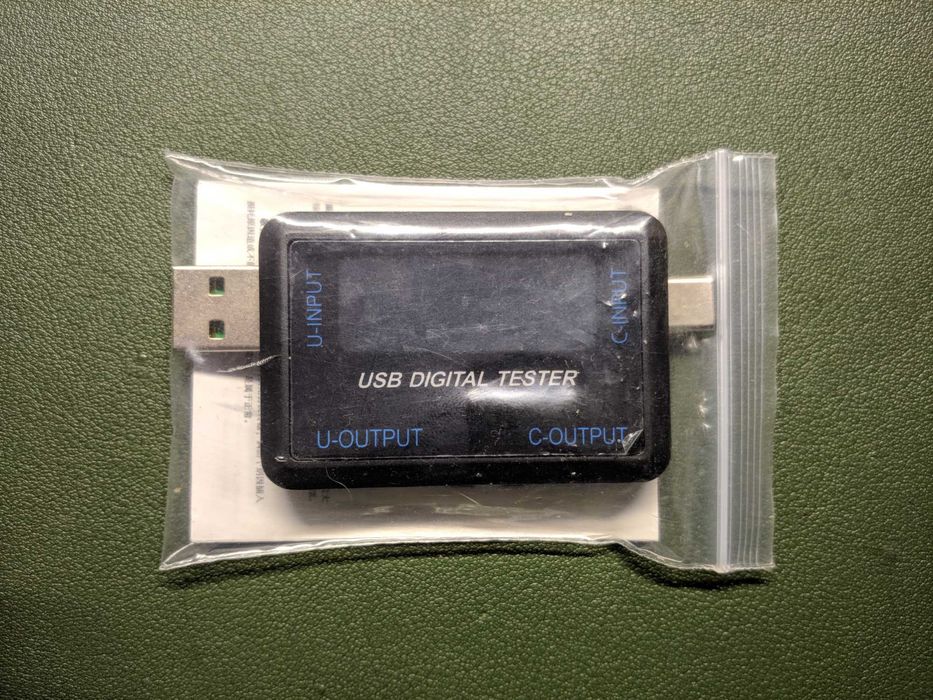 U-INPUT
C-INPUT
USB DIGITAL TESTER
U-OUTPUT
C-OUTPUT